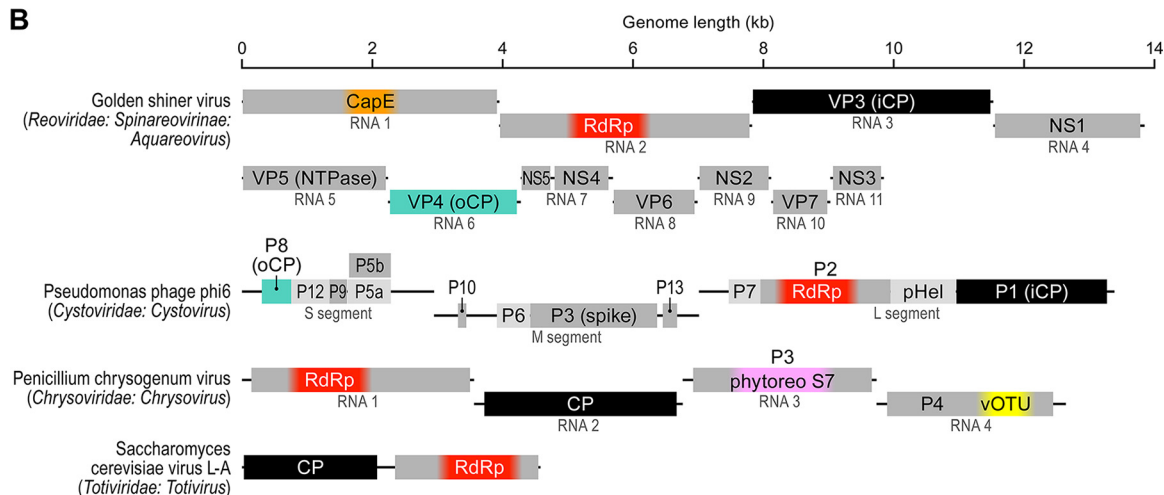 B
Genome length (kb)
0 2 4 6 8 10 12 14
Golden shiner virus
(Reoviridae: Spinareovirinae:
Aquareovirus)
CapE
RNA 1
RdRp
RNA 2
VP3 (iCP)
RNA 3
NS1
RNA 4
VP5 (NTPase)
RNA 5
VP4 (oCP)
RNA 6
NS5 NS4
RNA 7
VP6
RNA 8
NS2
RNA 9
VP7
RNA 10
NS3
RNA 11
Pseudomonas phage phi6
(Cystoviridae: Cystovirus)
P8
(oCP)
P12 P9 P5a
P5b
S segment
P10
P6 P3 (spike)
P13
M segment
P2
P7 RdRp pHel P1 (iCP)
L segment
Penicillium chrysogenum virus
(Chrysoviridae: Chrysovirus)
RdRp
RNA 1
CP
RNA 2
P3
phytoreo S7
RNA 3
P4 vOTU
RNA 4
Saccharomyces
cerevisiae virus L-A
(Totiviridae: Totivirus)
CP RdRp